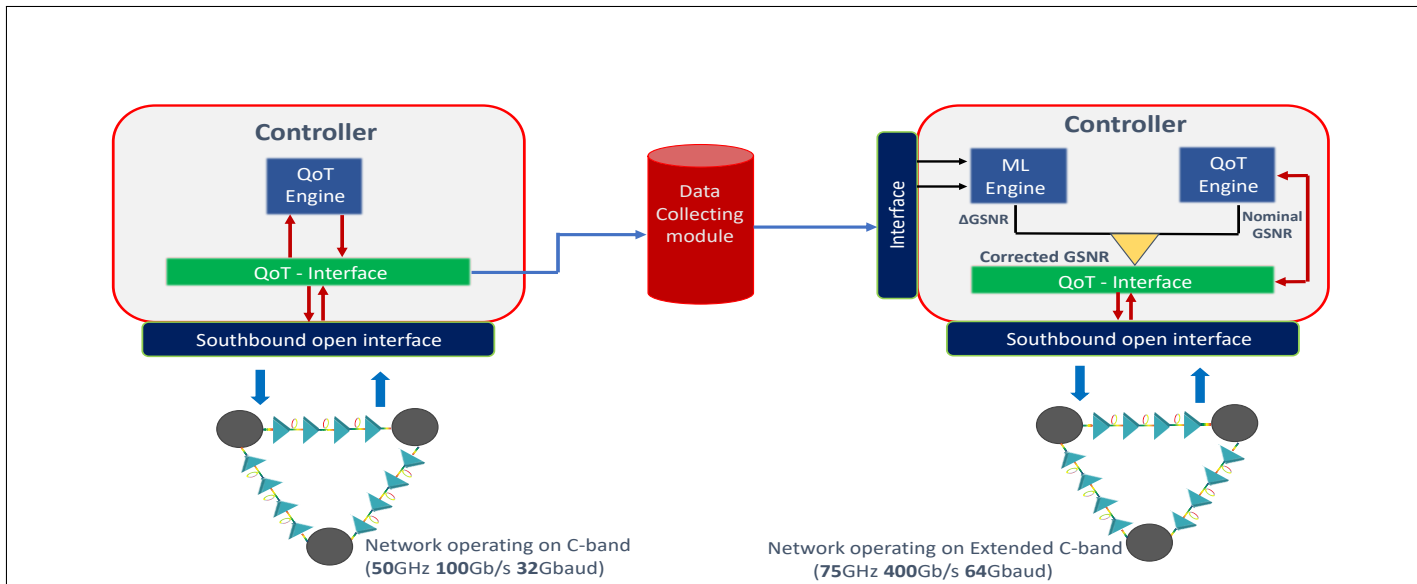 Controller
QoT
Engine
QoT - Interface
Southbound open interface
Network operating on C-band
(50GHz 100Gb/s 32Gbaud)
Data
Collecting
module
Interface
Controller
ML
Engine
QoT
Engine
ΔGSNR
Nominal
GSNR
Corrected GSNR
QoT - Interface
Southbound open interface
Network operating on Extended C-band
(75GHz 400Gb/s 64Gbaud)